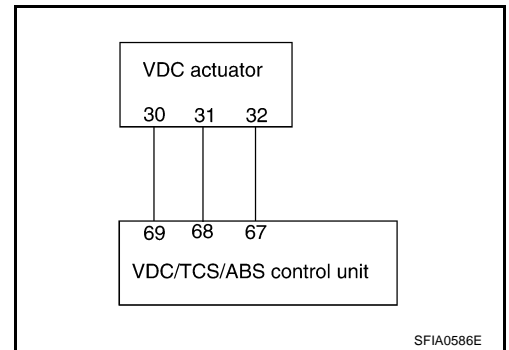 VDC actuator
30 31 32
69 68 67
VDC/TCS/ABS control unit
SFIA0586E